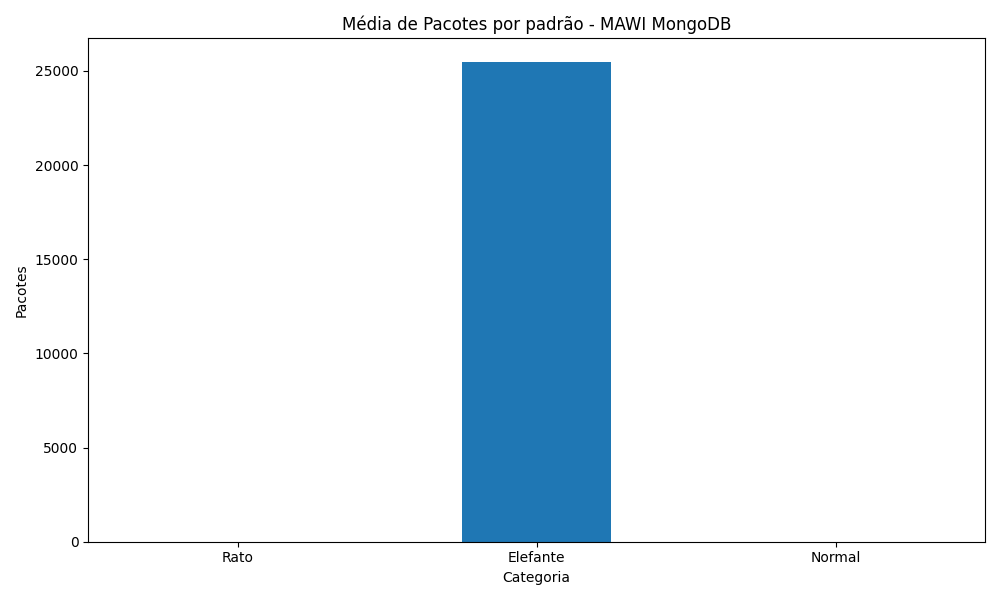 Média de Pacotes por padrão - MAWI MongoDB
25000
20000
15000
10000
5000
0
Pacotes
Rato
Elefante
Normal
Categoria